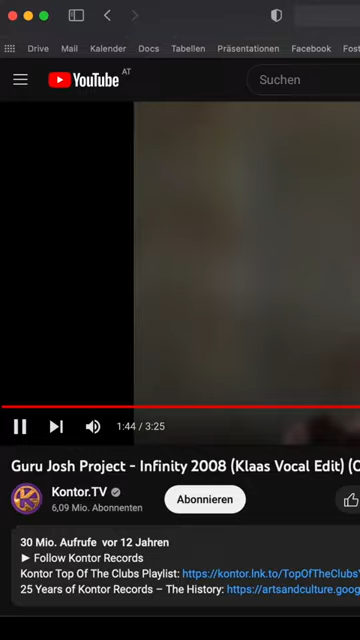 Drive Mail Kalender Docs Tabellen Präsentationen Facebook Fost
YouTube AT
Suchen
1:44 / 3:25
Guru Josh Project - Infinity 2008 (Klaas Vocal Edit) (O
Kontor.TV
6,09 Mio. Abonnenten
Abonnieren
30 Mio. Aufrufe vor 12 Jahren
► Follow Kontor Records
Kontor Top Of The Clubs Playlist: https://kontor.lnk.to/TopOfTheClubs
25 Years of Kontor Records – The History: https://artsandculture.goog